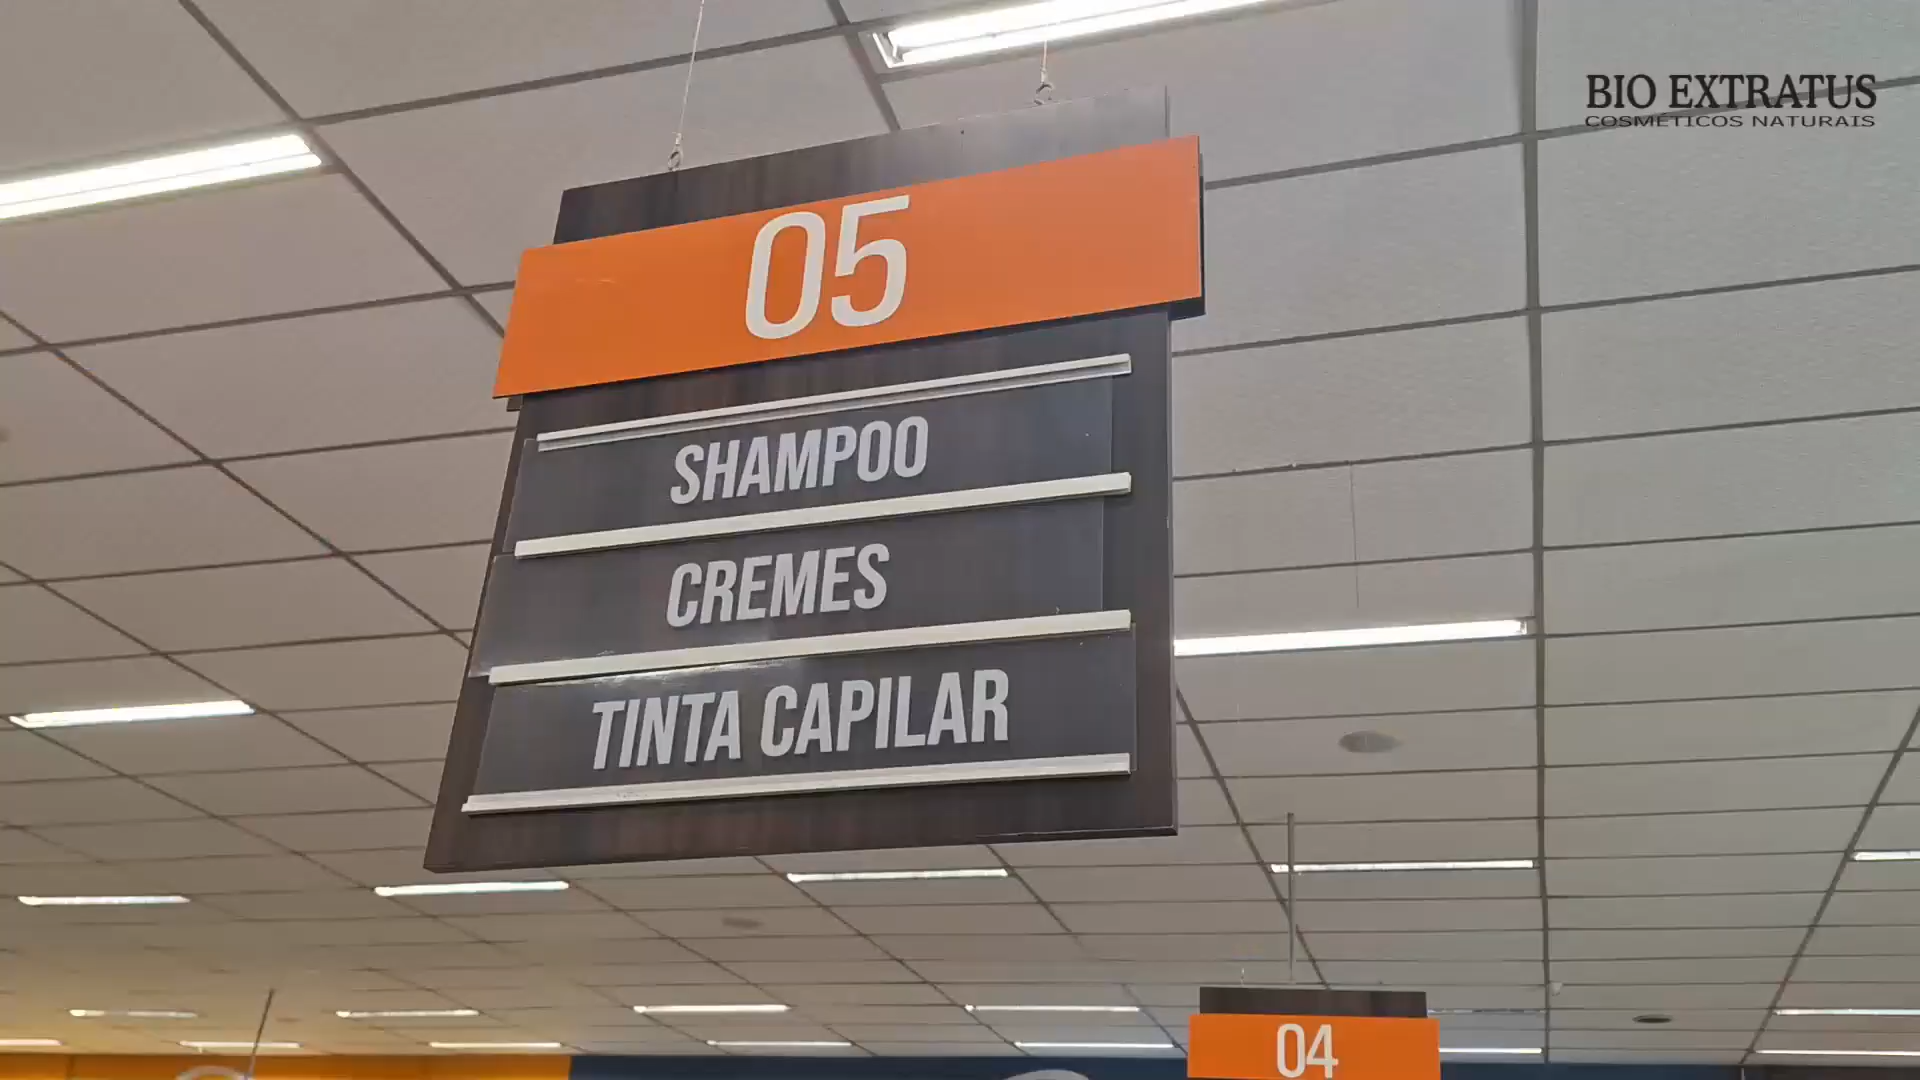 BIO EXTRATUS
COSMÉTICOS NATURAIS
05
SHAMPOO
CREMES
TINTA CAPILAR
04